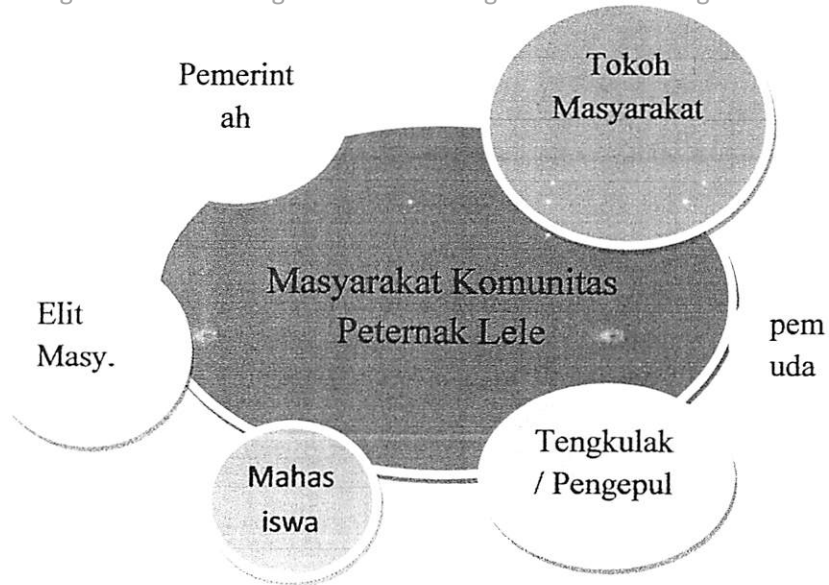 Pemerint
ah
Tokoh
Masyarakat
Masyarakat Komunitas
Peternak Lele
Elit
Masy.
pem
uda
Tengkulak
/ Pengepul
Mahas
iswa